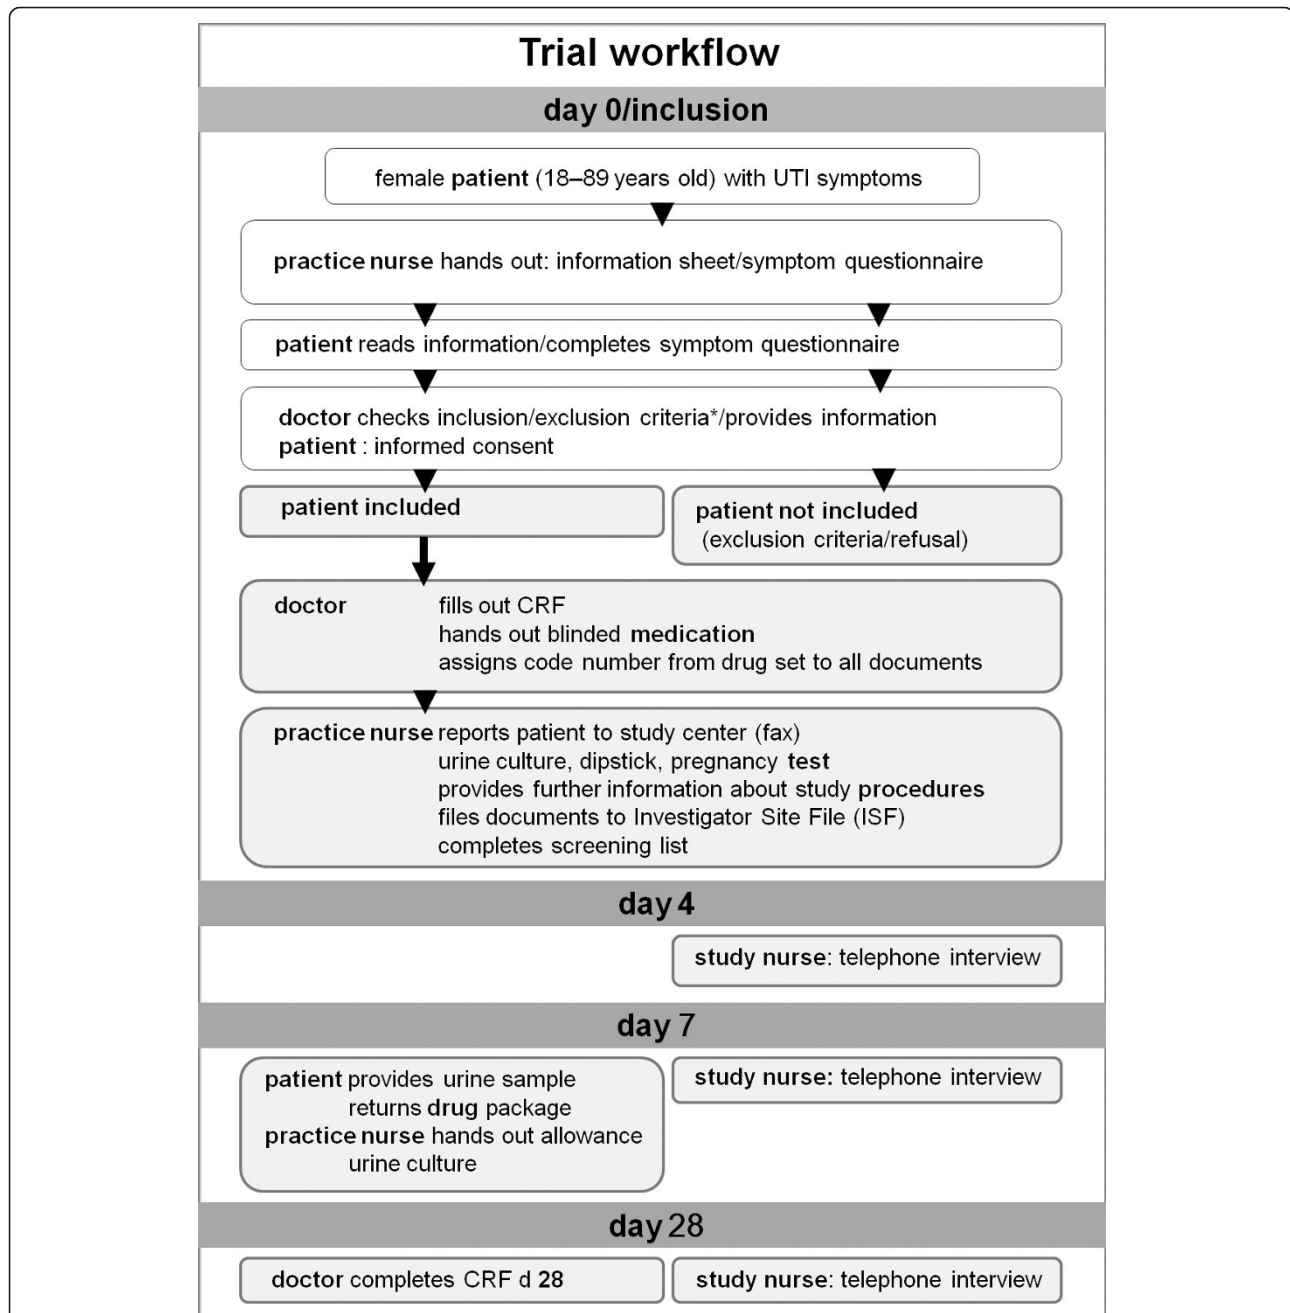 Trial workflow
day 0/inclusion
female patient (18–89 years old) with UTI symptoms
practice nurse hands out: information sheet/symptom questionnaire
patient reads information/completes symptom questionnaire
doctor checks inclusion/exclusion criteria*/provides information
patient : informed consent
patient included
patient not included
(exclusion criteria/refusal)
doctor fills out CRF
hands out blinded medication
assigns code number from drug set to all documents
practice nurse reports patient to study center (fax)
urine culture, dipstick, pregnancy test
provides further information about study procedures
files documents to Investigator Site File (ISF)
completes screening list
day 4
study nurse: telephone interview
day 7
patient provides urine sample
returns drug package
practice nurse hands out allowance
urine culture
study nurse: telephone interview
day 28
doctor completes CRF d 28
study nurse: telephone interview